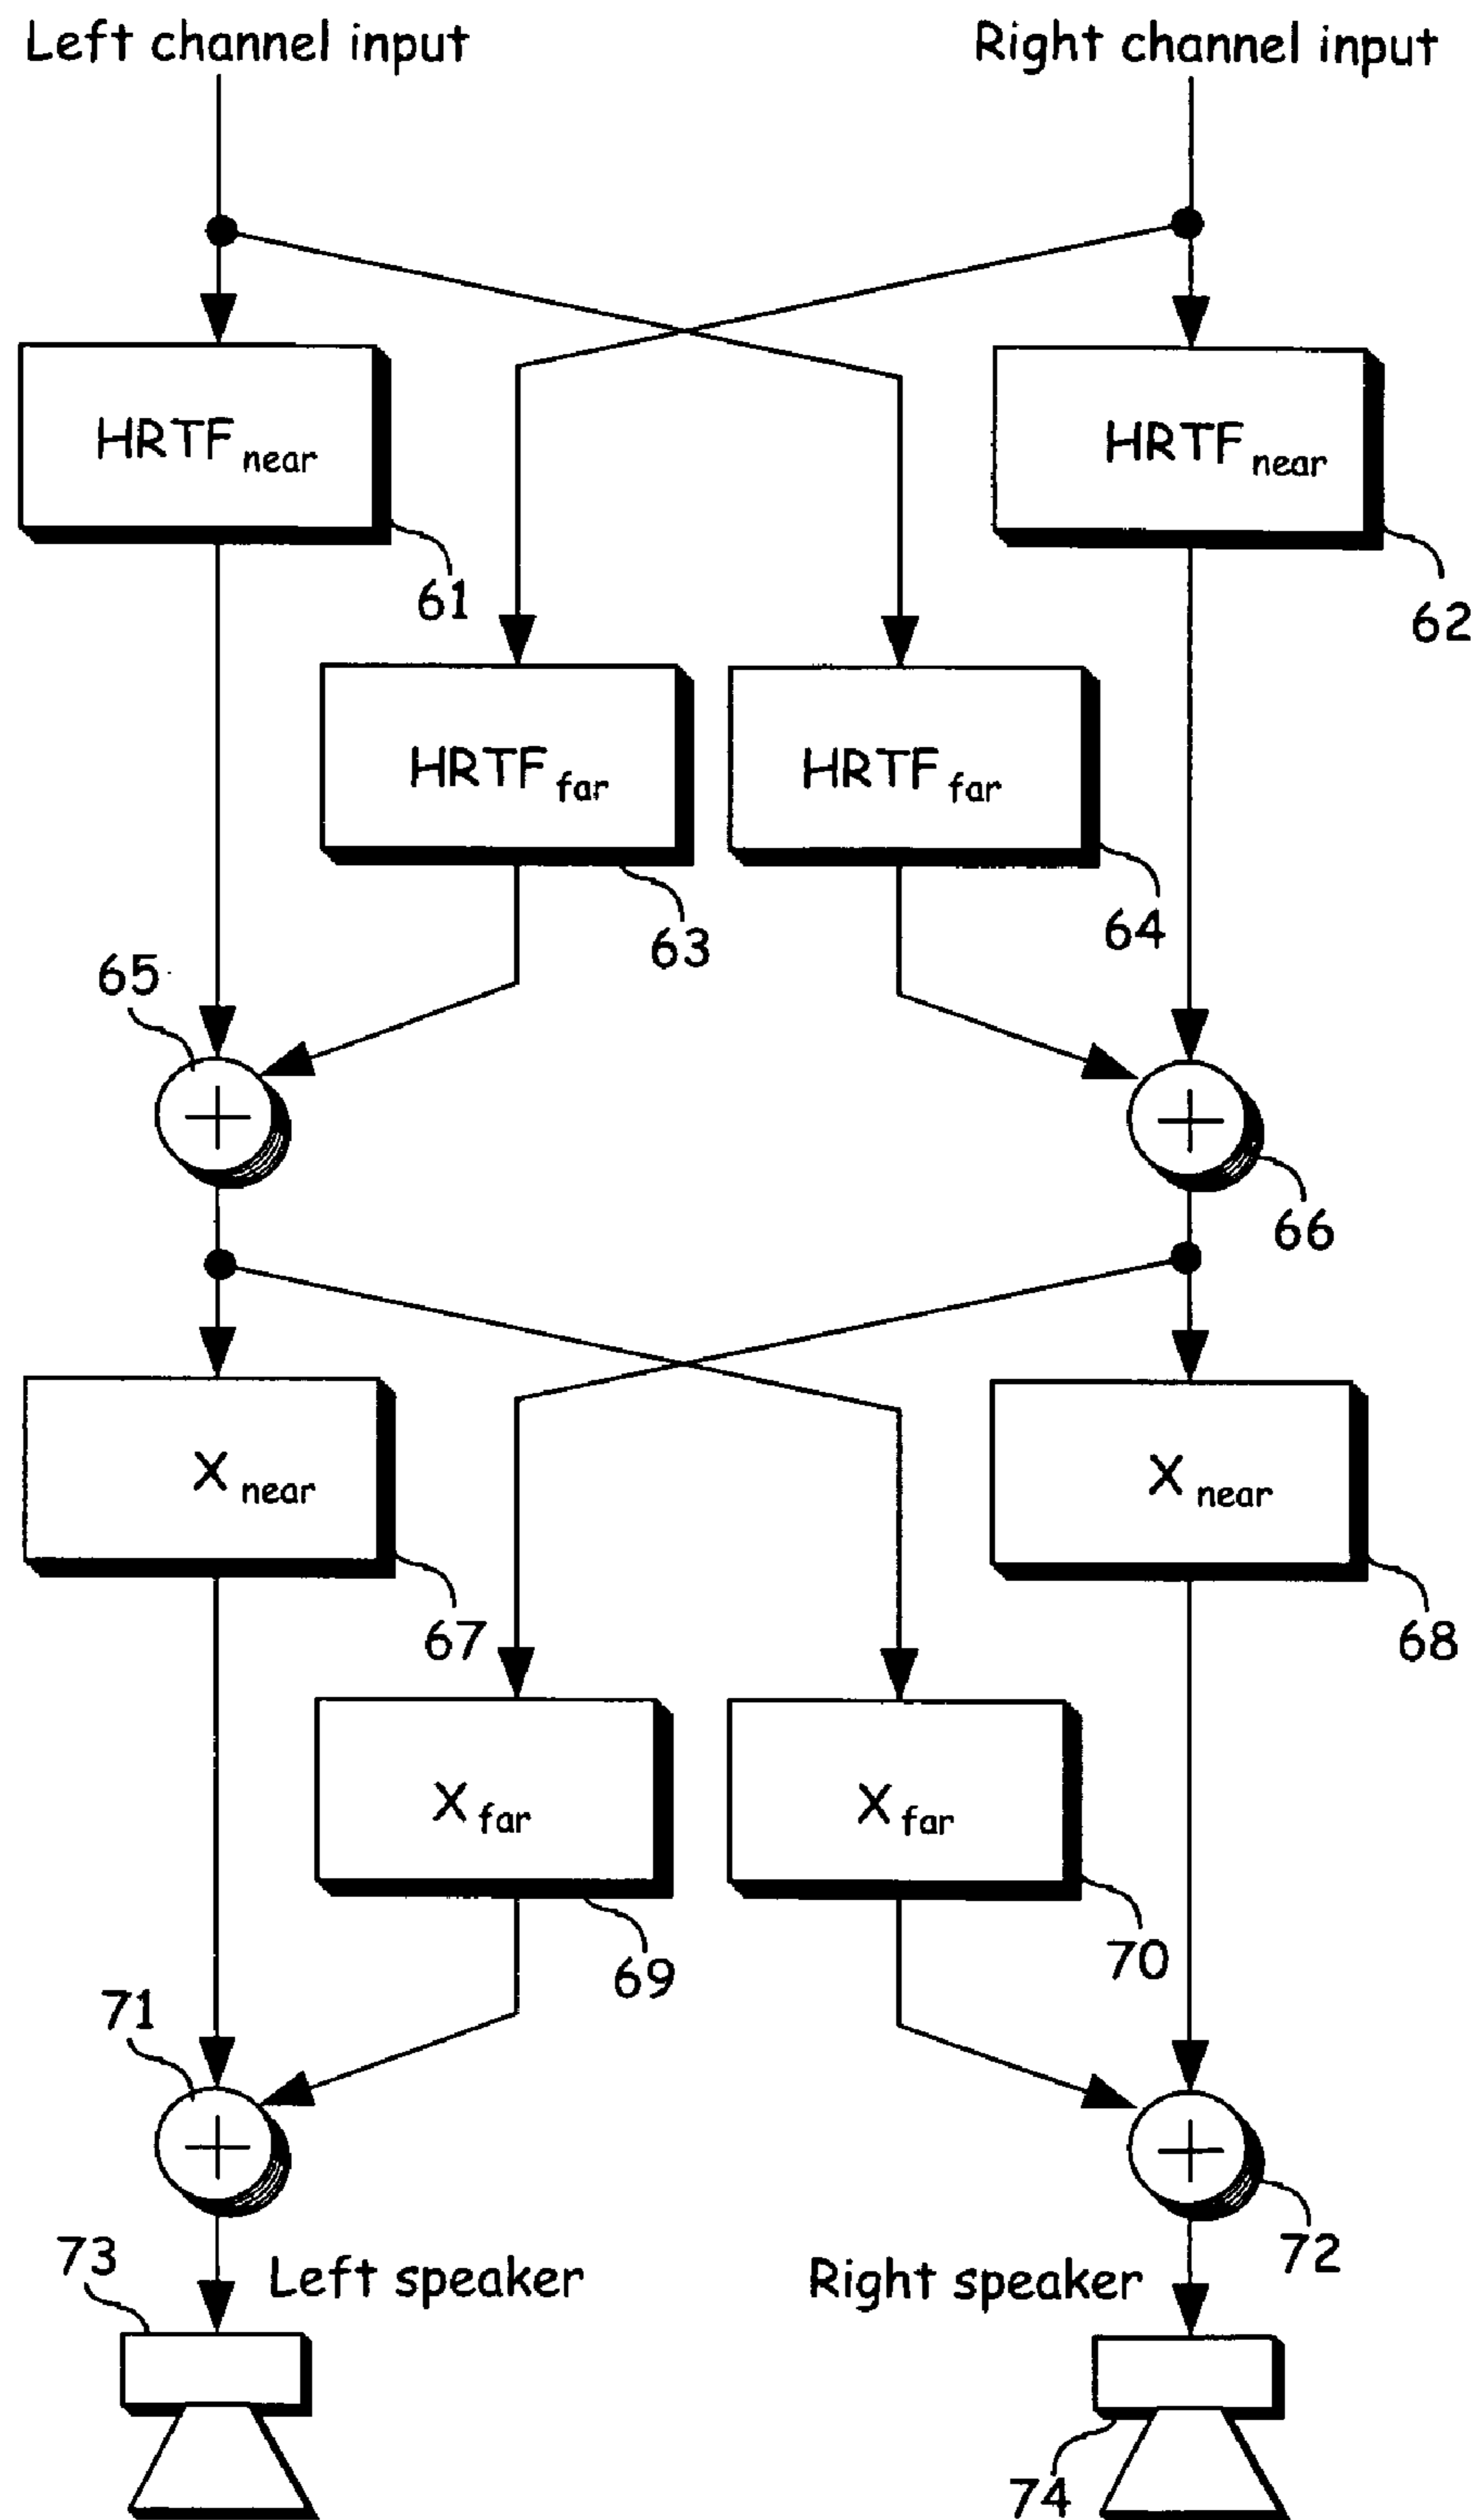 Left channel input
Right channel input
HRTF near
HRTF near
61
62
HRTF far
HRTF far
63
64
65
66
X near
X near
67
68
X far
X far
69
70
71
72
73
Left speaker
Right speaker
74